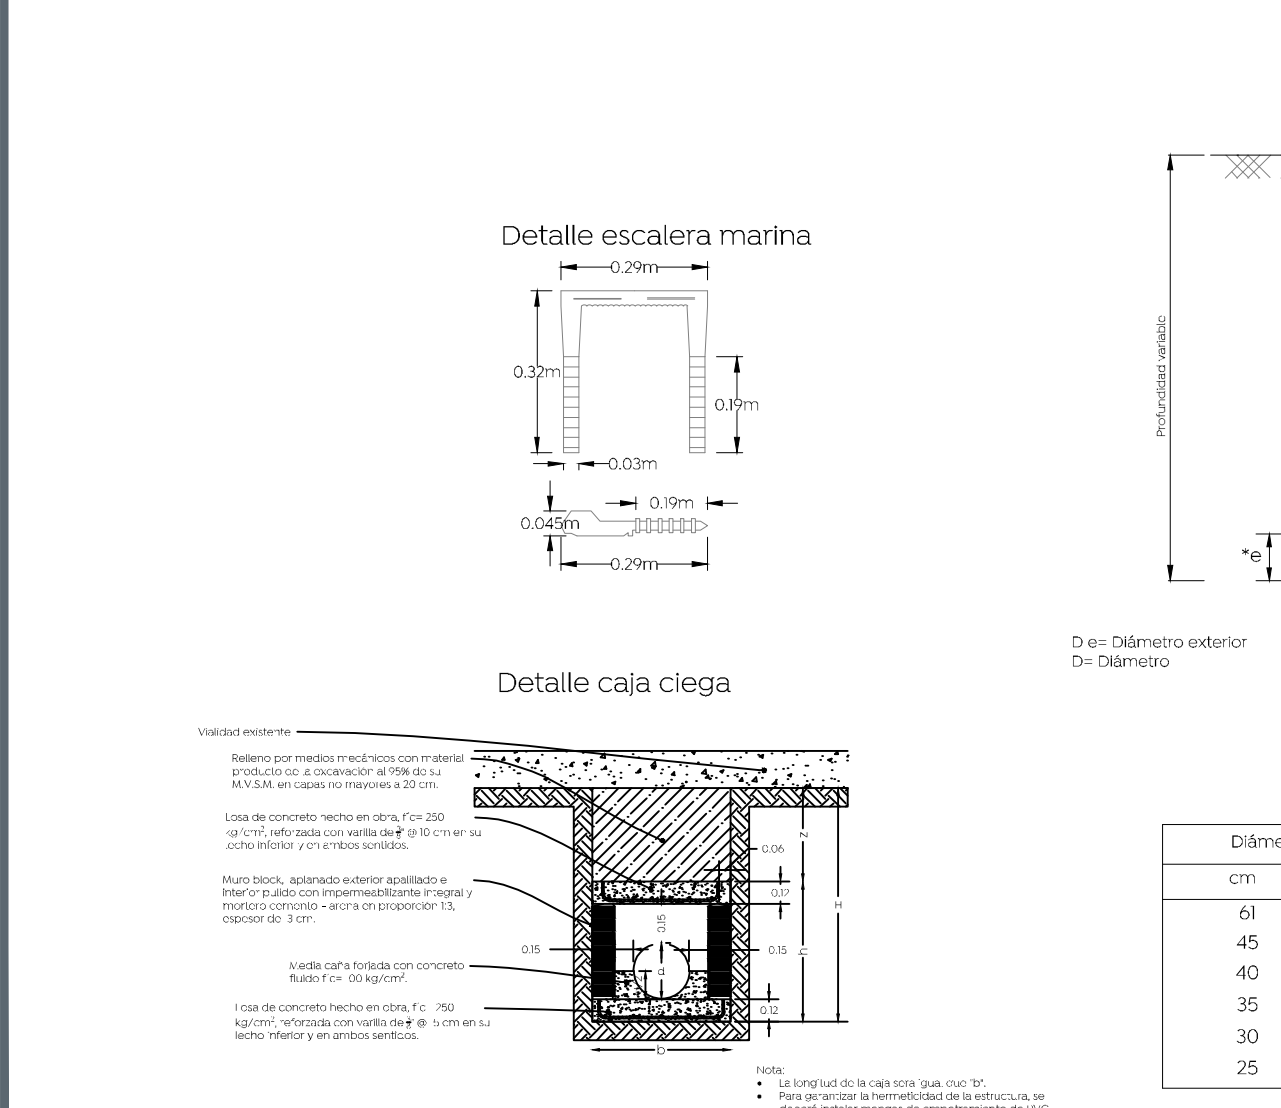 Detalle escalera marina
0.29m
0.32m
0.19m
0.03m
0.19m
0.045m
0.29m
Profundidad variable
*e
D e= Diámetro exterior
D= Diámetro
Detalle caja ciega
Vialidad existente
Relleno por medios mecánicos con material
producto de la excavación al 95% de su
M.V.S.M. en capas no mayores a 20 cm.
Losa de concreto hecho en obra, f'c= 250
kg/cm², reforzada con varilla de @ 10 cm en su
lecho inferior y en ambos sentidos.
Muro block, aplanado exterior apalillado e
interior pulido con impermeabilizante integral y
mortero cemento - arena en proporción 1:3,
espesor de 3 cm.
Media caña forjada con concreto
fluido f'c= kg/cm².
Losa de concreto hecho en obra, f'c 250
kg/cm², reforzada con varilla de @ cm en su
lecho inferior y en ambos sentidos.
0.06
z
0.12
H
0.15
0.15
0.15
h
d
0.12
b
Nota:
• La longitud de la caja sera igual que "b".
• Para garantizar la hermeticidad de la estructura, se
Diáme
cm
61
45
40
35
30
25